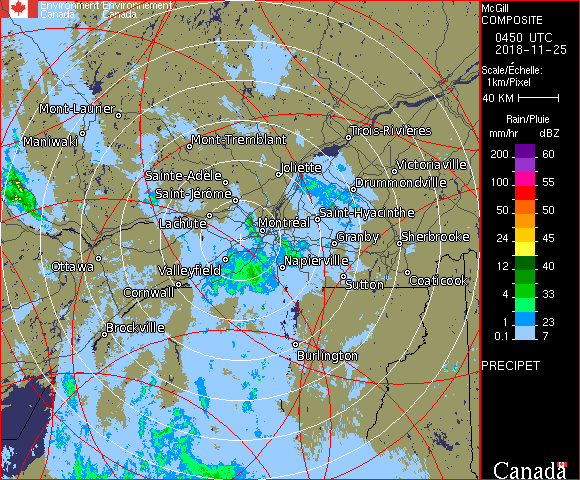 Environment Environnement
Canada Canada
McGill
COMPOSITE
0450 UTC
2018-11-25
Scale/Échelle:
1km/Pixel
40 KM
Rain/Pluie
mm/hr dBZ
200 60
100 55
50 50
24 45
12 40
4 33
1 23
0.1 7
PRECIPET
Canada
Mont-Laurier
Maniwaki
Mont-Tremblant
Trois-Rivières
Joliette
Victoriaville
Sainte-Adèle
Drummondville
Saint-Jérôme
Saint-Hyacinthe
Lachute
Montréal
Granby
Sherbrooke
Ottawa
Valleyfield
Napierville
Cornwall
Sutton
Coaticook
Brockville
Burlington